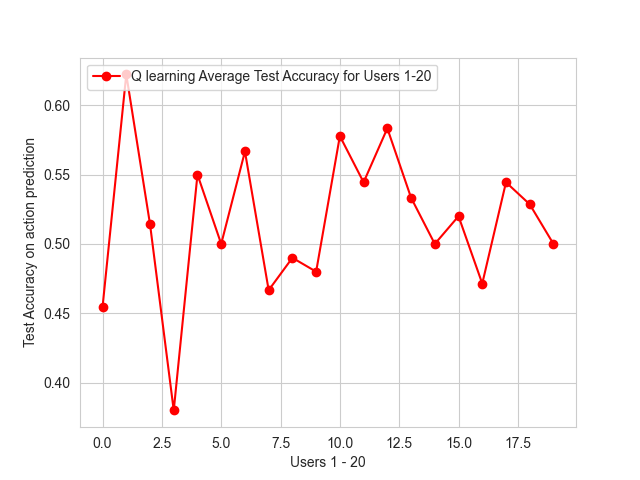 Q learning Average Test Accuracy for Users 1-20
0.60
0.55
0.50
0.45
0.40
Test Accuracy on action prediction
0.0 2.5 5.0 7.5 10.0 12.5 15.0 17.5
Users 1 - 20